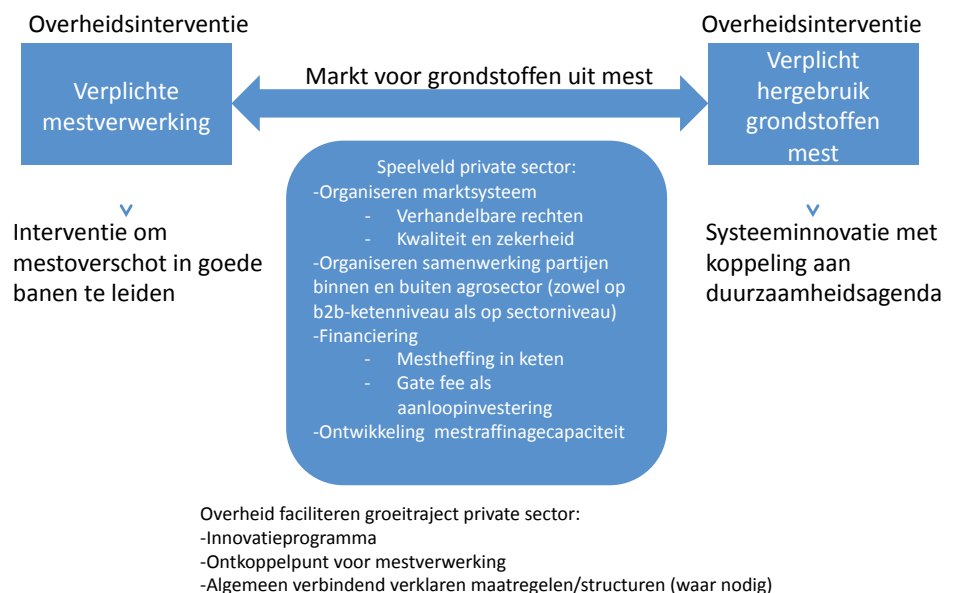 Overheidsinterventie
Overheidsinterventie
Verplichte
mestverwerking
Markt voor grondstoffen uit mest
Verplicht
hergebruik
grondstoffen
mest
Interventie om
mestoverschot in goede
banen te leiden
Speelveld private sector:
-Organiseren marktsysteem
- Verhandelbare rechten
- Kwaliteit en zekerheid
-Organiseren samenwerking partijen
binnen en buiten agrosector (zowel op
b2b-ketenniveau als op sectorniveau)
-Financiering
- Mestheffing in keten
- Gate fee als
aanloopinvestering
-Ontwikkeling mestraffinagecapaciteit
Systeeminnovatie met
koppeling aan
duurzaamheidsagenda
Overheid faciliteren groeitraject private sector:
-Innovatieprogramma
-Ontkoppelpunt voor mestverwerking
-Algemeen verbindend verklaren maatregelen/structuren (waar nodig)